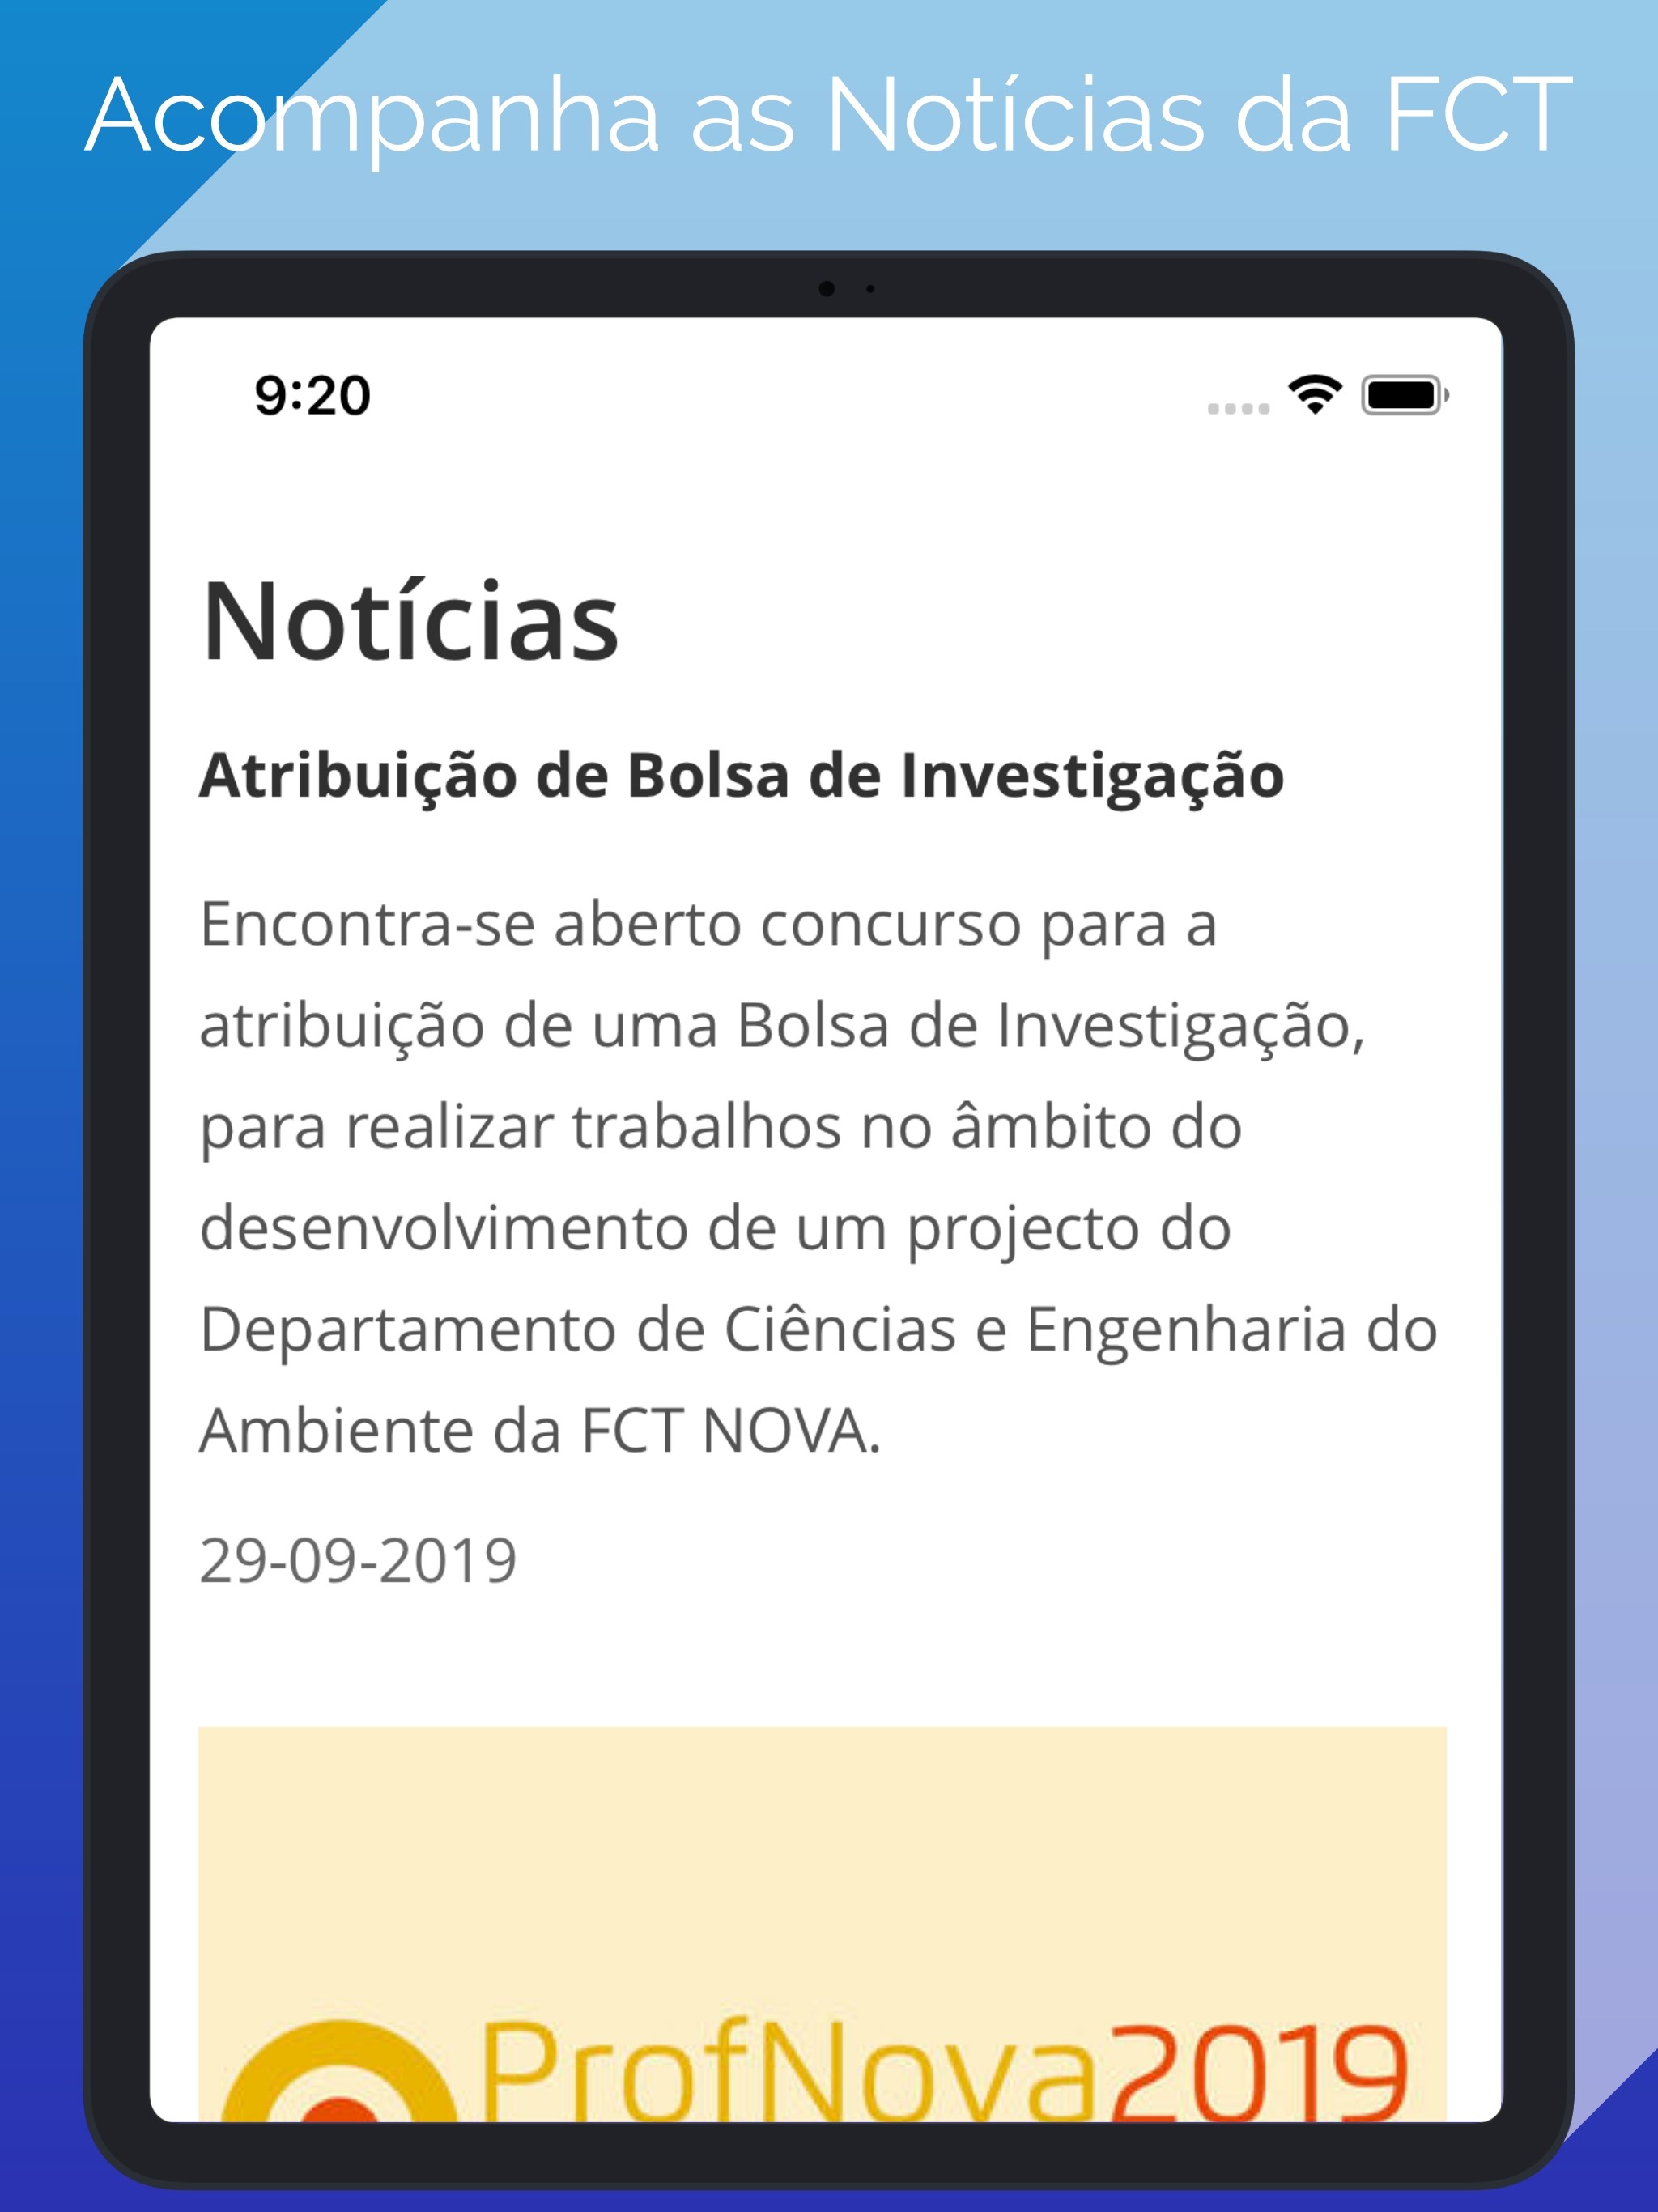 Acompanha as Notícias da FCT
9:20
Notícias
Atribuição de Bolsa de Investigação
Encontra-se aberto concurso para a
atribuição de uma Bolsa de Investigação,
para realizar trabalhos no âmbito do
desenvolvimento de um projecto do
Departamento de Ciências e Engenharia do
Ambiente da FCT NOVA.
29-09-2019
ProfNova2019